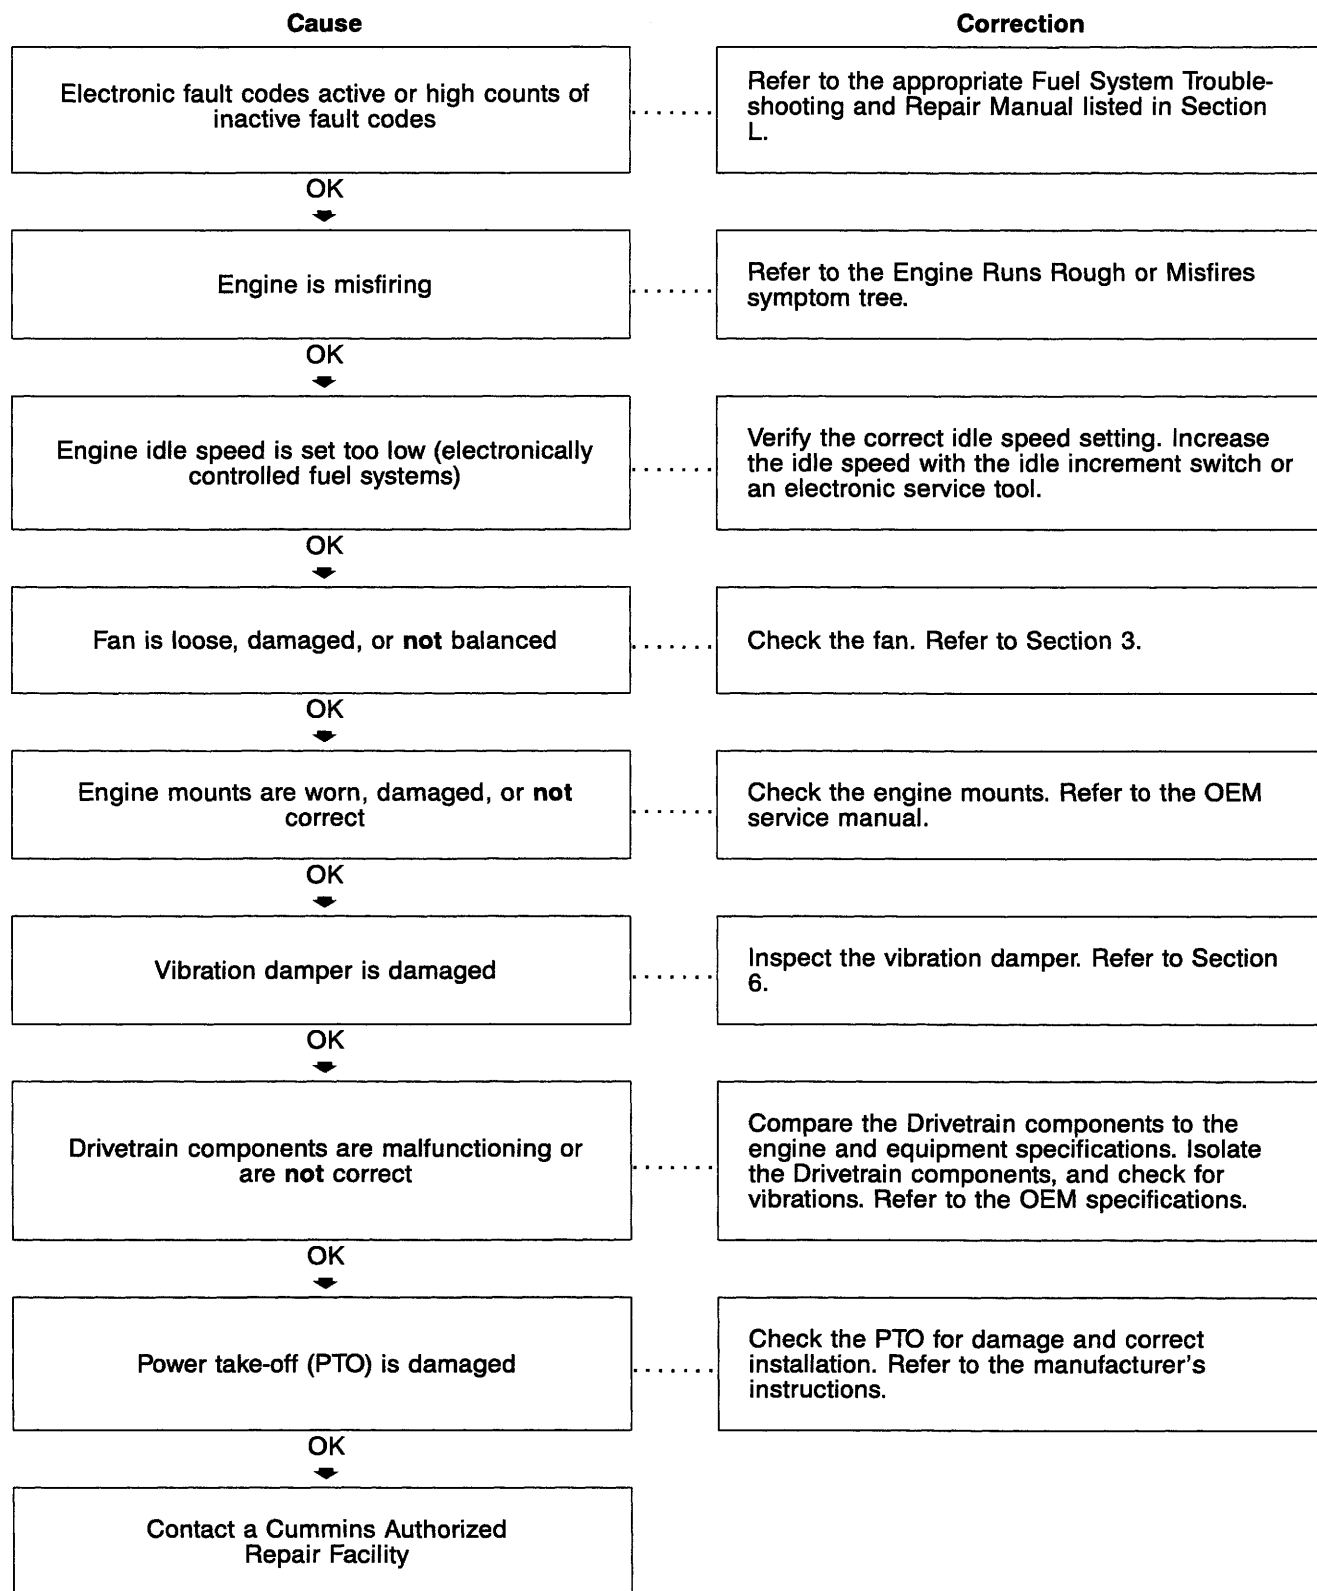 Cause
Correction
Electronic fault codes active or high counts of
inactive fault codes
Refer to the appropriate Fuel System Trouble-
shooting and Repair Manual listed in Section
L.
OK
Engine is misfiring
Refer to the Engine Runs Rough or Misfires
symptom tree.
OK
Engine idle speed is set too low (electronically
controlled fuel systems)
Verify the correct idle speed setting. Increase
the idle speed with the idle increment switch or
an electronic service tool.
OK
Fan is loose, damaged, or not balanced
Check the fan. Refer to Section 3.
OK
Engine mounts are worn, damaged, or not
correct
Check the engine mounts. Refer to the OEM
service manual.
OK
Vibration damper is damaged
Inspect the vibration damper. Refer to Section
6.
OK
Drivetrain components are malfunctioning or
are not correct
Compare the Drivetrain components to the
engine and equipment specifications. Isolate
the Drivetrain components, and check for
vibrations. Refer to the OEM specifications.
OK
Power take-off (PTO) is damaged
Check the PTO for damage and correct
installation. Refer to the manufacturer's
instructions.
OK
Contact a Cummins Authorized
Repair Facility